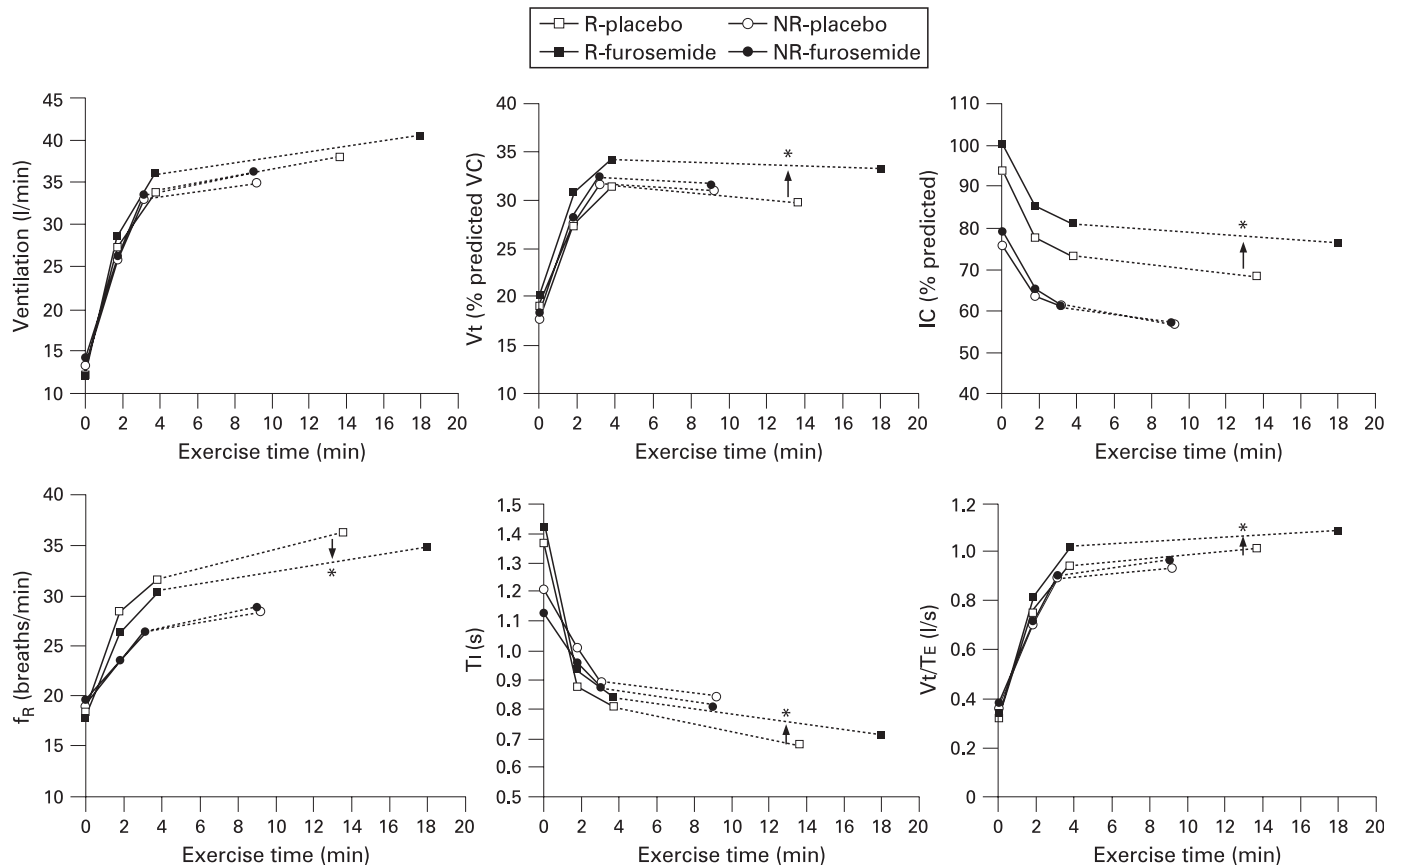 R-placebo NR-placebo
R-furosemide NR-furosemide
45
40
35
30
25
20
15
10
Ventilation (l/min)
0 2 4 6 8 10 12 14 16 18 20
Exercise time (min)
40
35
30
25
20
15
10
Vt (% predicted VC)
*
0 2 4 6 8 10 12 14 16 18 20
Exercise time (min)
110
100
90
80
70
60
50
40
IC (% predicted)
*
0 2 4 6 8 10 12 14 16 18 20
Exercise time (min)
40
35
30
25
20
15
10
fR (breaths/min)
*
0 2 4 6 8 10 12 14 16 18 20
Exercise time (min)
1.5
1.4
1.3
1.2
1.1
1.0
0.9
0.8
0.7
0.6
0.5
TI (s)
*
0 2 4 6 8 10 12 14 16 18 20
Exercise time (min)
1.2
1.0
0.8
0.6
0.4
0.2
0
Vt/TE (l/s)
*
0 2 4 6 8 10 12 14 16 18 20
Exercise time (min)